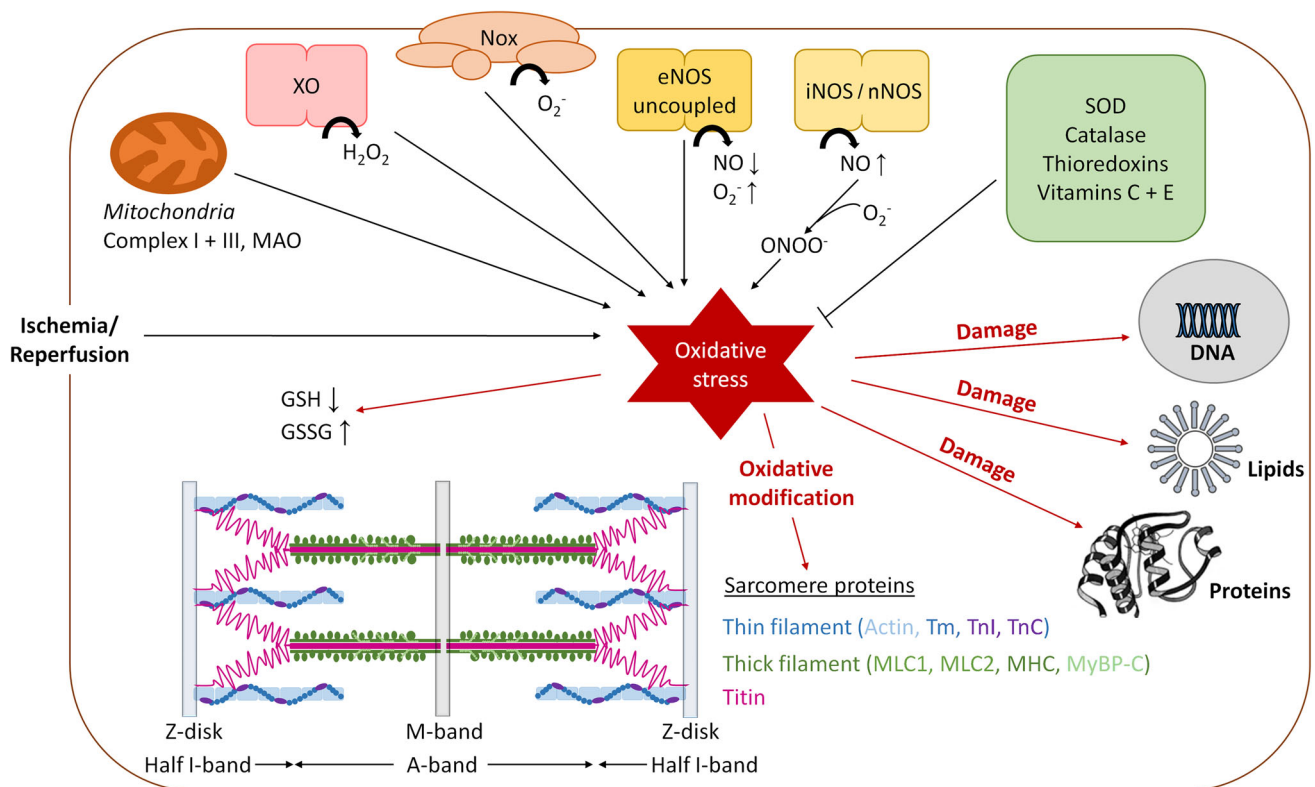 Nox
XO
O₂⁻
H₂O₂
eNOS
uncoupled
NO ↓
O₂⁻ ↑
iNOS / nNOS
NO ↑
O₂⁻
ONOO⁻
SOD
Catalase
Thioredoxins
Vitamins C + E
Mitochondria
Complex I + III, MAO
Ischemia/
Reperfusion
Oxidative
stress
Damage
DNA
Damage
Lipids
Damage
Proteins
GSH ↓
GSSG ↑
Oxidative
modification
Sarcomere proteins
Thin filament (Actin, Tm, TnI, TnC)
Thick filament (MLC1, MLC2, MHC, MyBP-C)
Titin
Z-disk M-band Z-disk
Half I-band A-band Half I-band